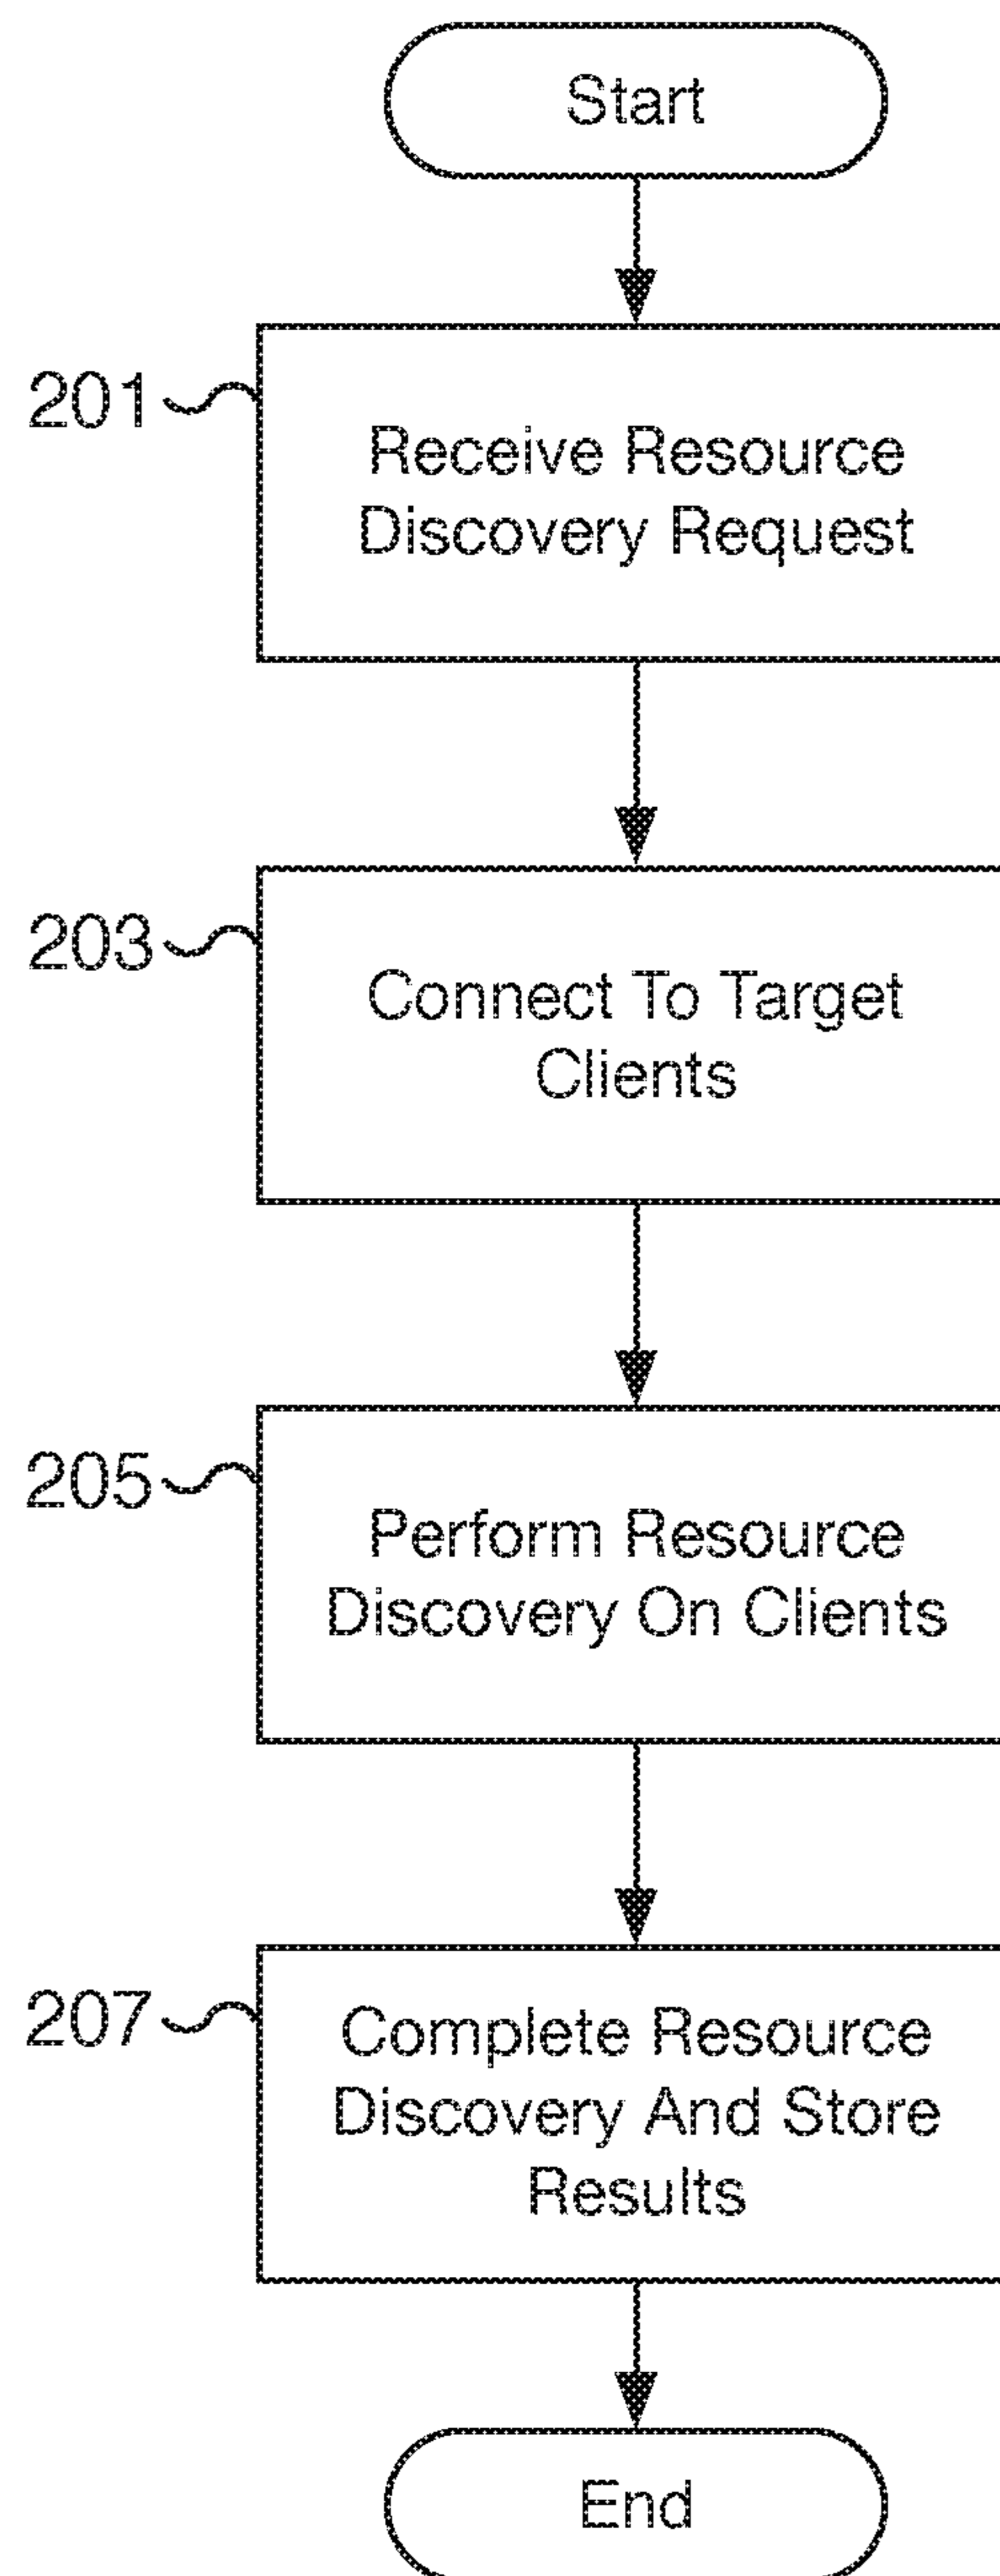 Start
201
Receive Resource
Discovery Request
203
Connect To Target
Clients
205
Perform Resource
Discovery On Clients
207
Complete Resource
Discovery And Store
Results
End